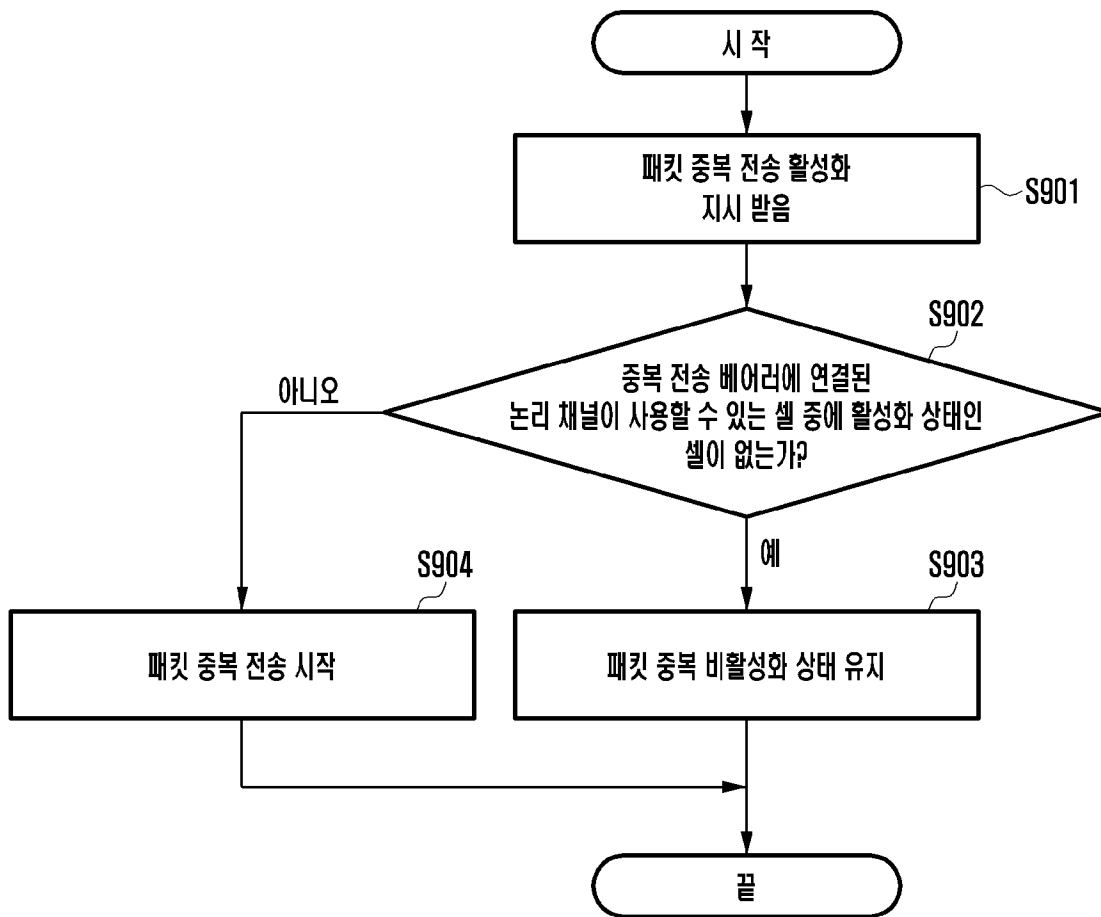 시 작
패킷 중복 전송 활성화
지시 받음
S901
S902
중복 전송 베어러에 연결된
논리 채널이 사용할 수 있는 셀 중에 활성화 상태인
셀이 없는가?
아니오
예
S904
S903
패킷 중복 전송 시작
패킷 중복 비활성화 상태 유지
끝